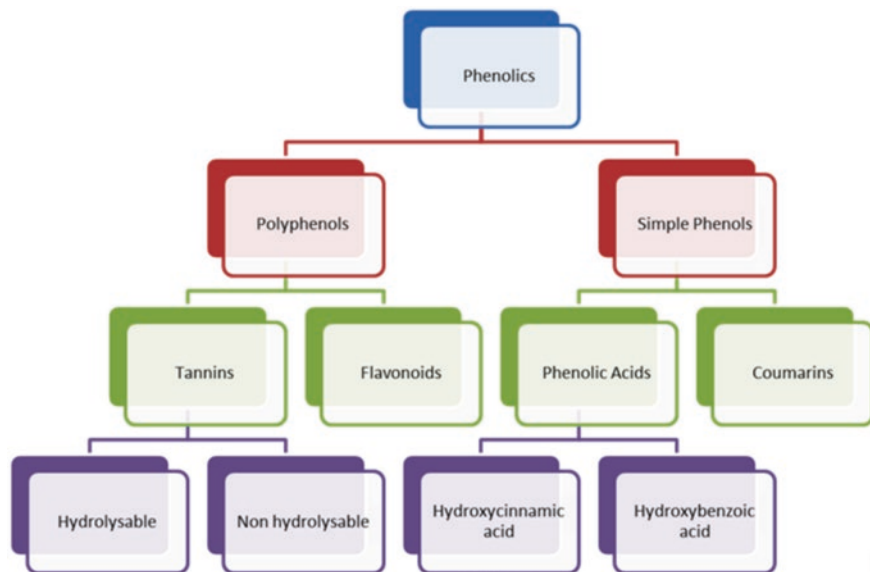 Phenolics
Polyphenols
Simple Phenols
Tannins
Flavonoids
Phenolic Acids
Coumarins
Hydrolysable
Non hydrolysable
Hydroxycinnamic
acid
Hydroxybenzoic
acid